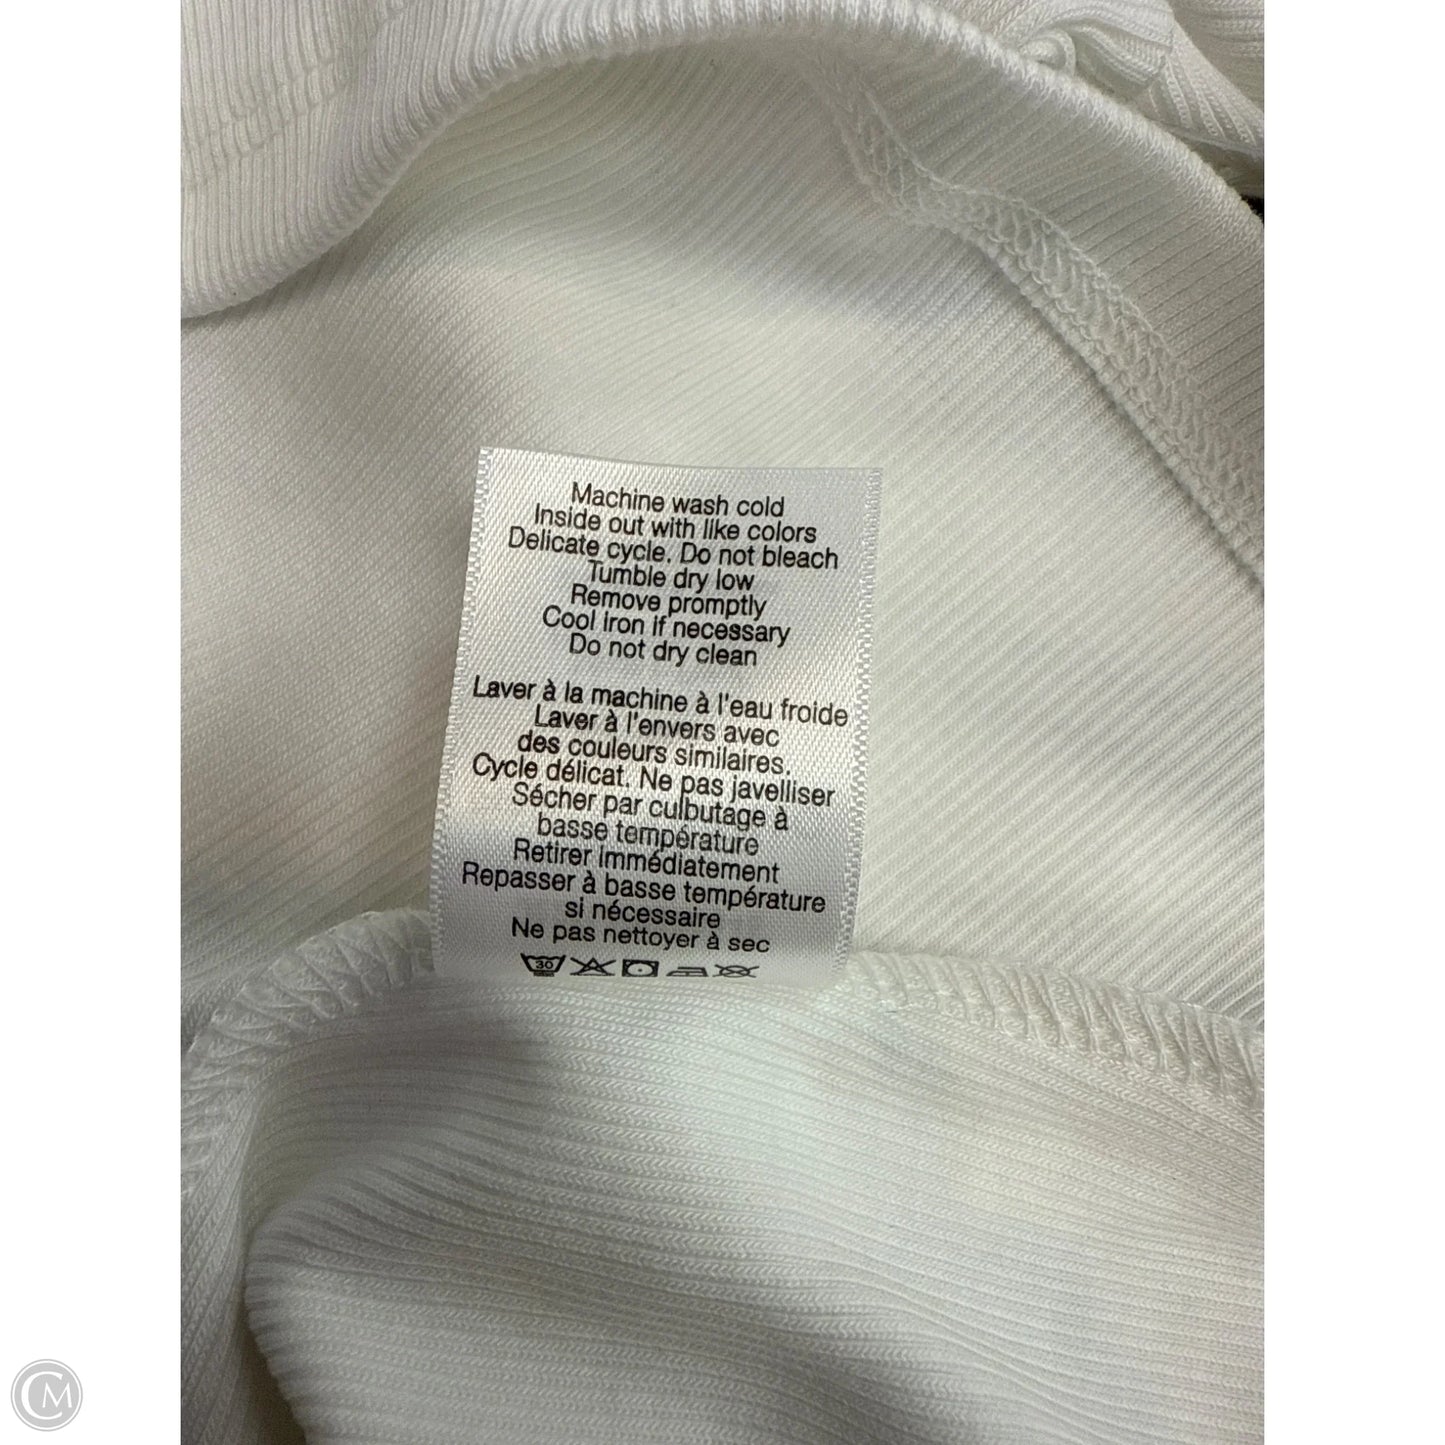 Machine wash cold
Inside out with like colors
Delicate cycle. Do not bleach
Tumble dry low
Remove promptly
Cool iron if necessary
Do not dry clean
Laver à la machine à l'eau froide
Laver à l'envers avec
des couleurs similaires.
Cycle délicat. Ne pas javelliser
Sécher par culbutage à
basse température
Retirer immédiatement
Repasser à basse température
si nécessaire
Ne pas nettoyer à sec
30
CM